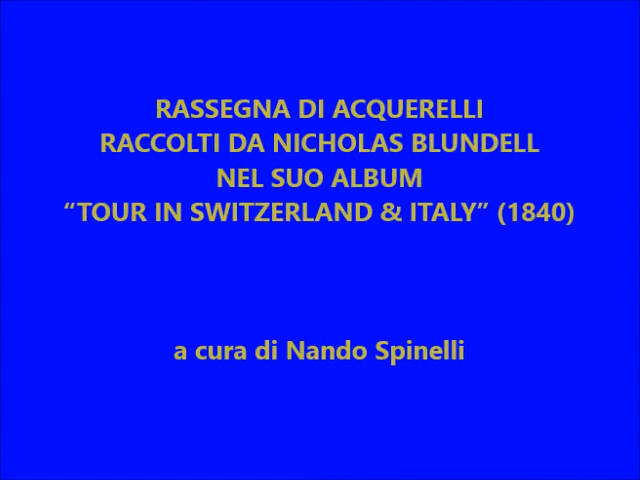 RASSEGNA DI ACQUERELLI
RACCOLTI DA NICHOLAS BLUNDELL
NEL SUO ALBUM
“TOUR IN SWITZERLAND & ITALY” (1840)
a cura di Nando Spinelli